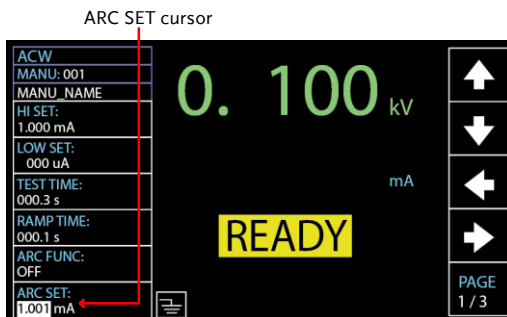 ARC SET cursor
ACW
MANU: 001
MANU_NAME
HI SET:
1.000 mA
LOW SET:
000 uA
TEST TIME:
000.3 s
RAMP TIME:
000.1 s
ARC FUNC:
OFF
ARC SET:
1.001 mA
0. 100 kV
mA
READY
PAGE
1 / 3